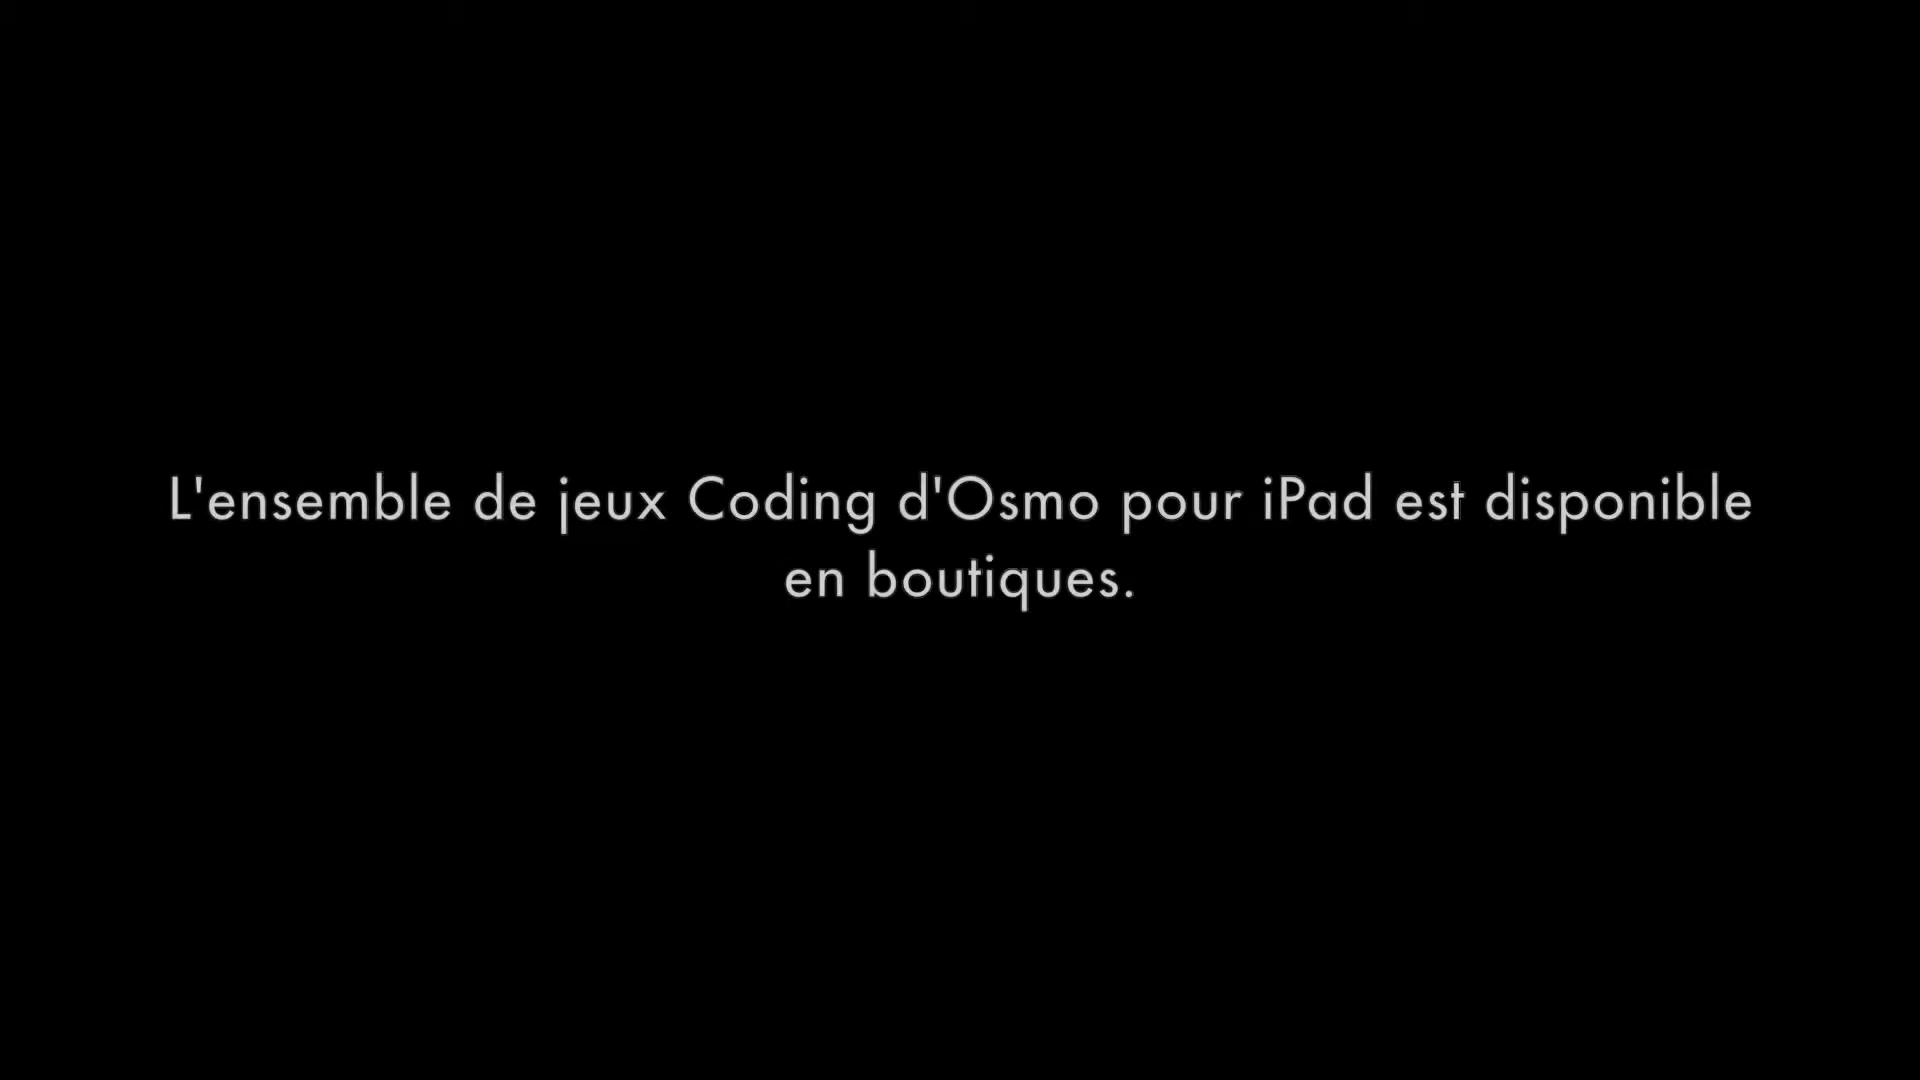 L'ensemble de jeux Coding d'Osmo pour iPad est disponible
en boutiques.